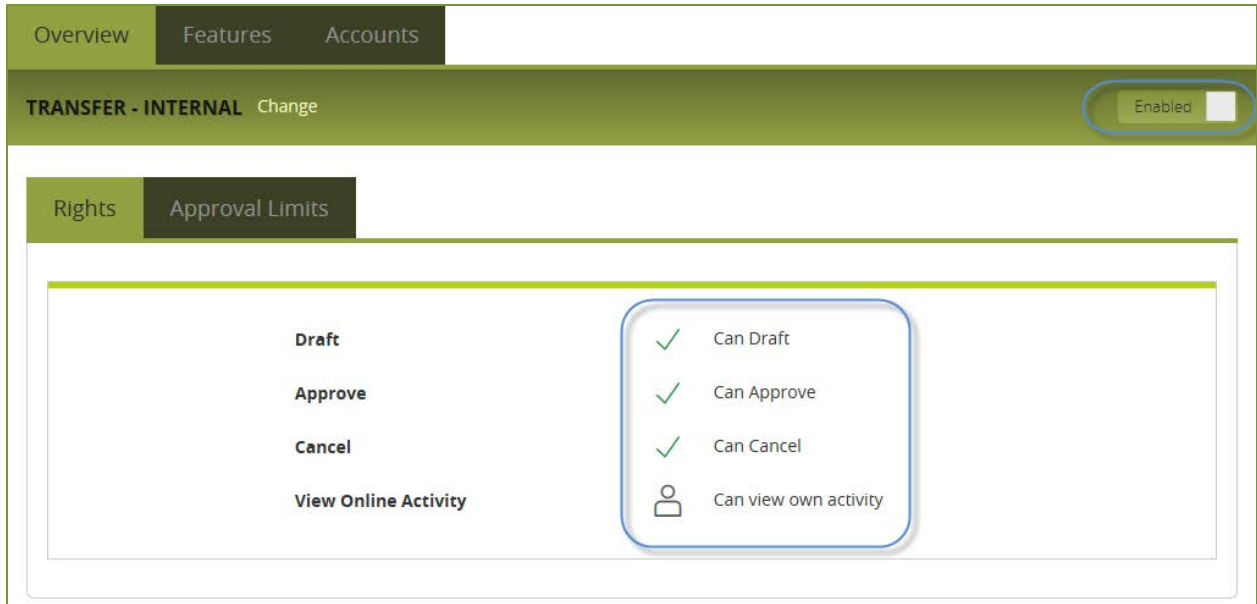 Overview Features Accounts
TRANSFER - INTERNAL Change Enabled
Rights Approval Limits
Draft Can Draft
Approve Can Approve
Cancel Can Cancel
View Online Activity Can view own activity